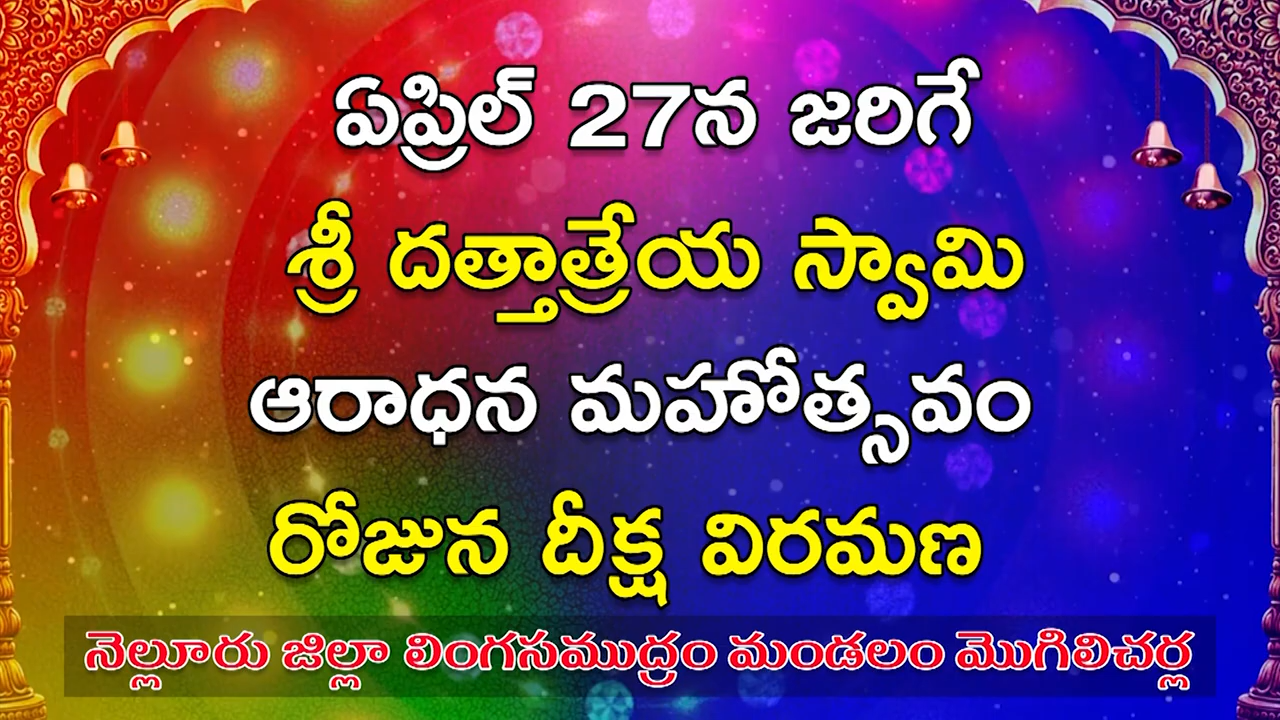 ఏప్రిల్ 27న జరిగే
శ్రీ దత్తాత్రేయ స్వామి
ఆరాధన మహోత్సవం
రోజున దీక్ష విరమణ
నెల్లూరు జిల్లా లింగసముద్రం మండలం మొగిలిచర్ల